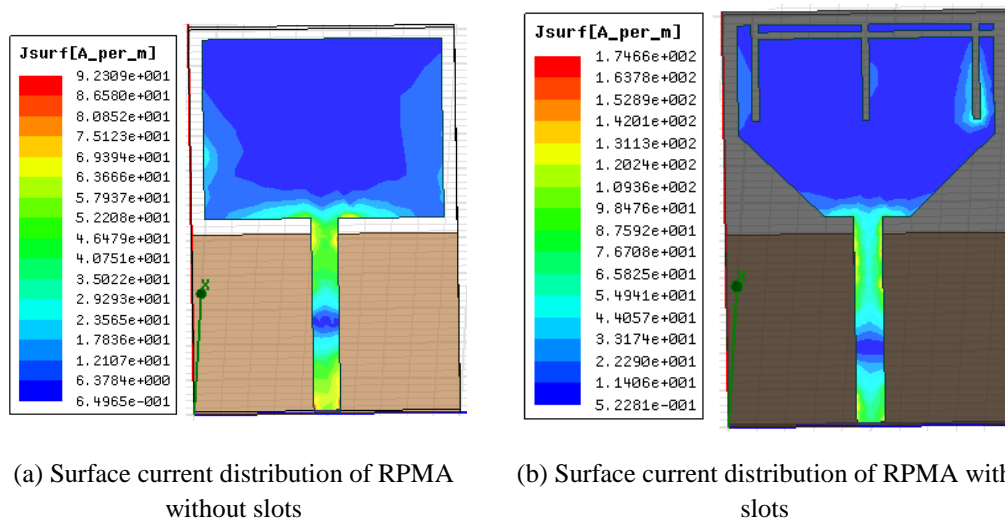 Jsurf[A_per_m]
9.2309e+001
8.6580e+001
8.0852e+001
7.5123e+001
6.9394e+001
6.3666e+001
5.7937e+001
5.2208e+001
4.6479e+001
4.0751e+001
3.5022e+001
2.9293e+001
2.3565e+001
1.7836e+001
1.2107e+001
6.3784e+000
6.4965e-001
X
Jsurf[A_per_m]
1.7466e+002
1.6378e+002
1.5289e+002
1.4201e+002
1.3113e+002
1.2024e+002
1.0936e+002
9.8476e+001
8.7592e+001
7.6708e+001
6.5825e+001
5.4941e+001
4.4057e+001
3.3174e+001
2.2290e+001
1.1406e+001
5.2281e-001
X
(a) Surface current distribution of RPMA
without slots
(b) Surface current distribution of RPMA with
slots